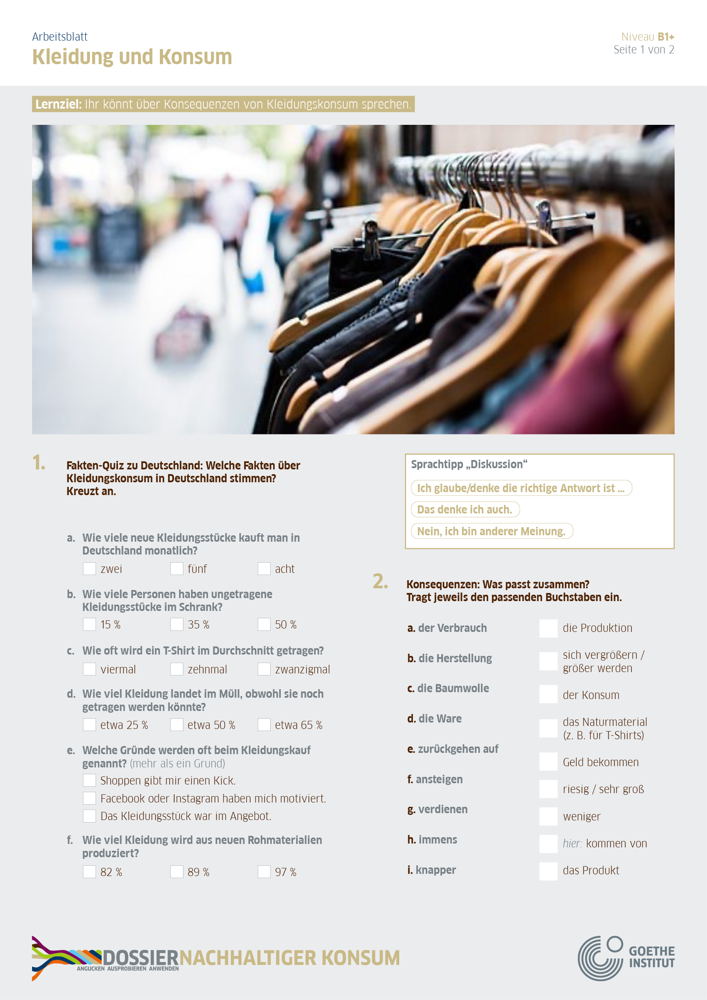 Arbeitsblatt
Kleidung und Konsum
Niveau B1+
Seite 1 von 2
Lernziel: Ihr könnt über Konsequenzen von Kleidungskonsum sprechen.
1.
Fakten-Quiz zu Deutschland: Welche Fakten über
Kleidungskonsum in Deutschland stimmen?
Kreuzt an.
a. Wie viele neue Kleidungsstücke kauft man in
Deutschland monatlich?
zwei fünf acht
b. Wie viele Personen haben ungetragene
Kleidungsstücke im Schrank?
15 % 35 % 50 %
c. Wie oft wird ein T-Shirt im Durchschnitt getragen?
viermal zehnmal zwanzigmal
d. Wie viel Kleidung landet im Müll, obwohl sie noch
getragen werden könnte?
etwa 25 % etwa 50 % etwa 65 %
e. Welche Gründe werden oft beim Kleidungskauf
genannt? (mehr als ein Grund)
Shoppen gibt mir einen Kick.
Facebook oder Instagram haben mich motiviert.
Das Kleidungsstück war im Angebot.
f. Wie viel Kleidung wird aus neuen Rohmaterialien
produziert?
82 % 89 % 97 %
Sprachtipp „Diskussion“
Ich glaube/denke die richtige Antwort ist ...
Das denke ich auch.
Nein, ich bin anderer Meinung.
2.
Konsequenzen: Was passt zusammen?
Tragt jeweils den passenden Buchstaben ein.
a. der Verbrauch
b. die Herstellung
c. die Baumwolle
d. die Ware
e. zurückgehen auf
f. ansteigen
g. verdienen
h. immens
i. knapper
die Produktion
sich vergrößern /
größer werden
der Konsum
das Naturmaterial
(z. B. für T-Shirts)
Geld bekommen
riesig / sehr groß
weniger
hier: kommen von
das Produkt
DOSSIERNACHHALTIGER KONSUM
ANGUCKEN AUSPROBIEREN ANWENDEN
GOETHE
INSTITUT